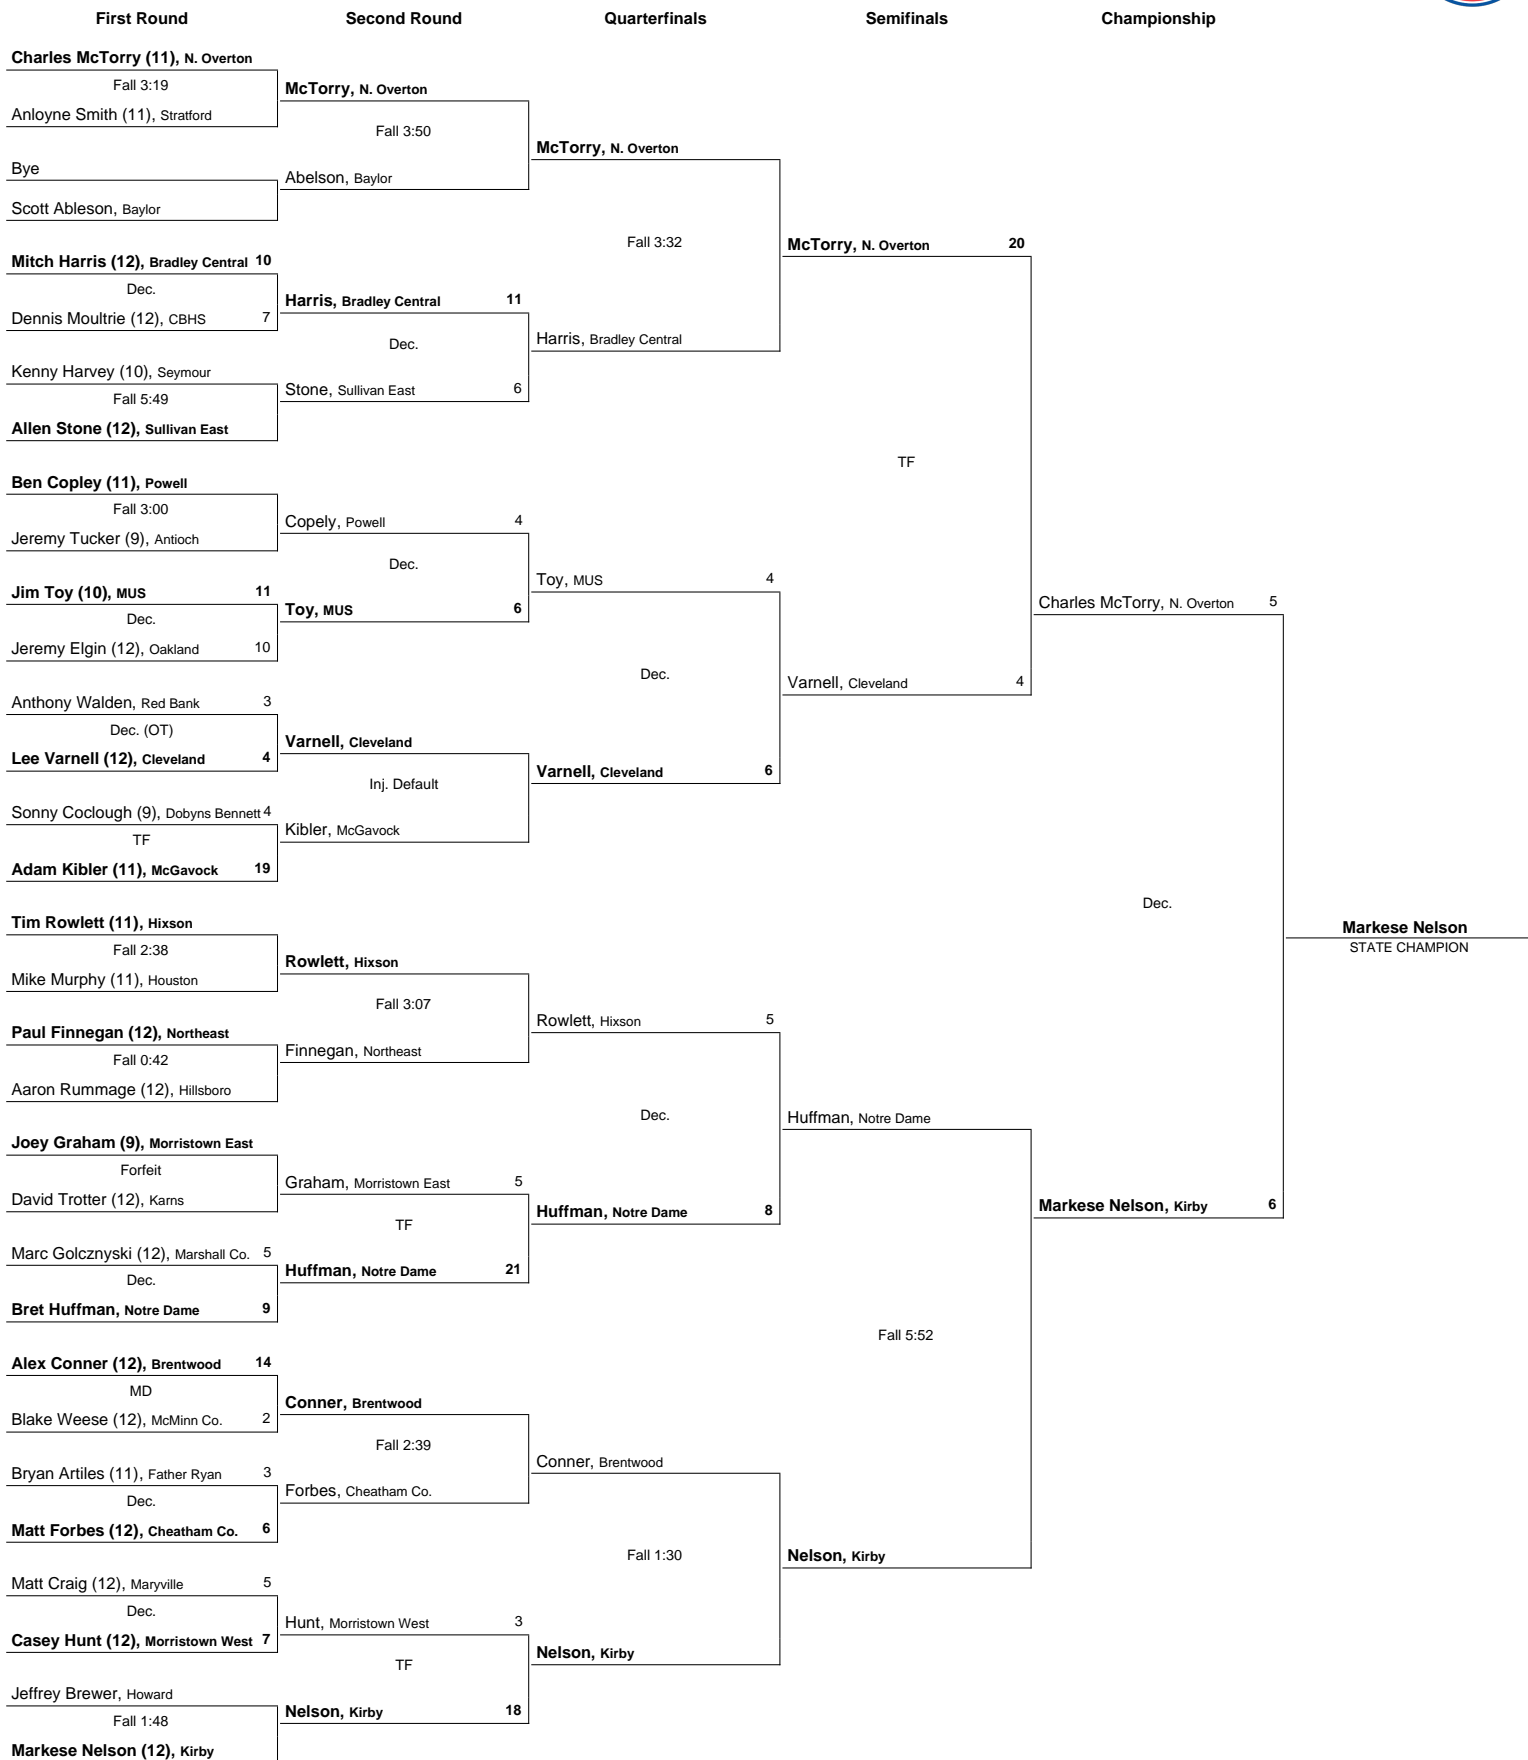 First Round
Second Round
Quarterfinals
Semifinals
Championship
Charles McTorry (11), N. Overton
Fall 3:19
Anloyne Smith (11), Stratford
Bye
Scott Ableson, Baylor
Mitch Harris (12), Bradley Central 10
Dec.
Dennis Moultrie (12), CBHS 7
Kenny Harvey (10), Seymour
Fall 5:49
Allen Stone (12), Sullivan East
Ben Copley (11), Powell
Fall 3:00
Jeremy Tucker (9), Antioch
Jim Toy (10), MUS 11
Dec.
Jeremy Elgin (12), Oakland 10
Anthony Walden, Red Bank 3
Dec. (OT)
Lee Varnell (12), Cleveland 4
Sonny Coclough (9), Dobyns Bennett 4
TF
Adam Kibler (11), McGavock 19
Tim Rowlett (11), Hixson
Fall 2:38
Mike Murphy (11), Houston
Paul Finnegan (12), Northeast
Fall 0:42
Aaron Rummage (12), Hillsboro
Joey Graham (9), Morristown East
Forfeit
David Trotter (12), Karns
Marc Golcznyski (12), Marshall Co. 5
Dec.
Bret Huffman, Notre Dame 9
Alex Conner (12), Brentwood 14
MD
Blake Weese (12), McMinn Co. 2
Bryan Artiles (11), Father Ryan 3
Dec.
Matt Forbes (12), Cheatham Co. 6
Matt Craig (12), Maryville 5
Dec.
Casey Hunt (12), Morristown West 7
Jeffrey Brewer, Howard
Fall 1:48
Markese Nelson (12), Kirby
McTorry, N. Overton
Fall 3:50
Abelson, Baylor
Harris, Bradley Central 11
Dec.
Stone, Sullivan East 6
Copely, Powell 4
Dec.
Toy, MUS 6
Varnell, Cleveland
Inj. Default
Kibler, McGavock
Rowlett, Hixson
Fall 3:07
Finnegan, Northeast
Graham, Morristown East 5
TF
Huffman, Notre Dame 21
Conner, Brentwood
Fall 2:39
Forbes, Cheatham Co.
Hunt, Morristown West 3
TF
Nelson, Kirby 18
McTorry, N. Overton
Fall 3:32
Harris, Bradley Central
Toy, MUS 4
Dec.
Varnell, Cleveland 6
Rowlett, Hixson 5
Dec.
Huffman, Notre Dame 8
Conner, Brentwood
Fall 1:30
Nelson, Kirby
McTorry, N. Overton 20
TF
Varnell, Cleveland 4
Huffman, Notre Dame
Fall 5:52
Nelson, Kirby
Charles McTorry, N. Overton 5
Dec.
Markese Nelson, Kirby 6
Markese Nelson
STATE CHAMPION